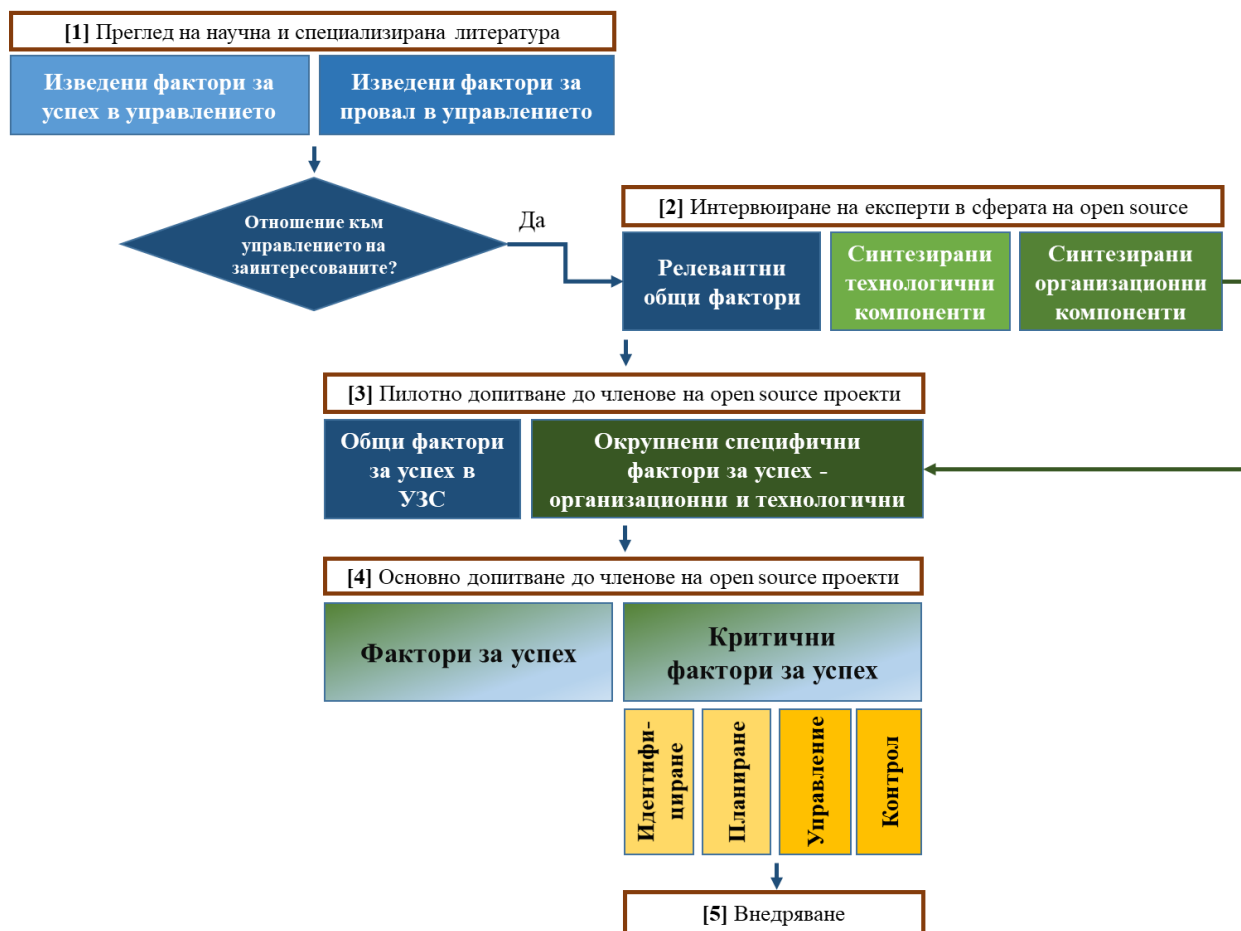 [1] Преглед на научна и специализирана литература
Изведени фактори за
успех в управлението
Изведени фактори за
провал в управлението
Отношение към
управлението на
заинтересованите?
Да
[2] Интервюиране на експерти в сферата на open source
Релевантни
общи фактори
Синтезирани
технологични
компоненти
Синтезирани
организационни
компоненти
[3] Пилотно допитване до членове на open source проекти
Общи фактори
за успех в
УЗС
Окрупнени специфични
фактори за успех -
организационни и технологични
[4] Основно допитване до членове на open source проекти
Фактори за успех
Критични
фактори за успех
Идентифи-
циране
Планиране
Управление
Контрол
[5] Внедряване